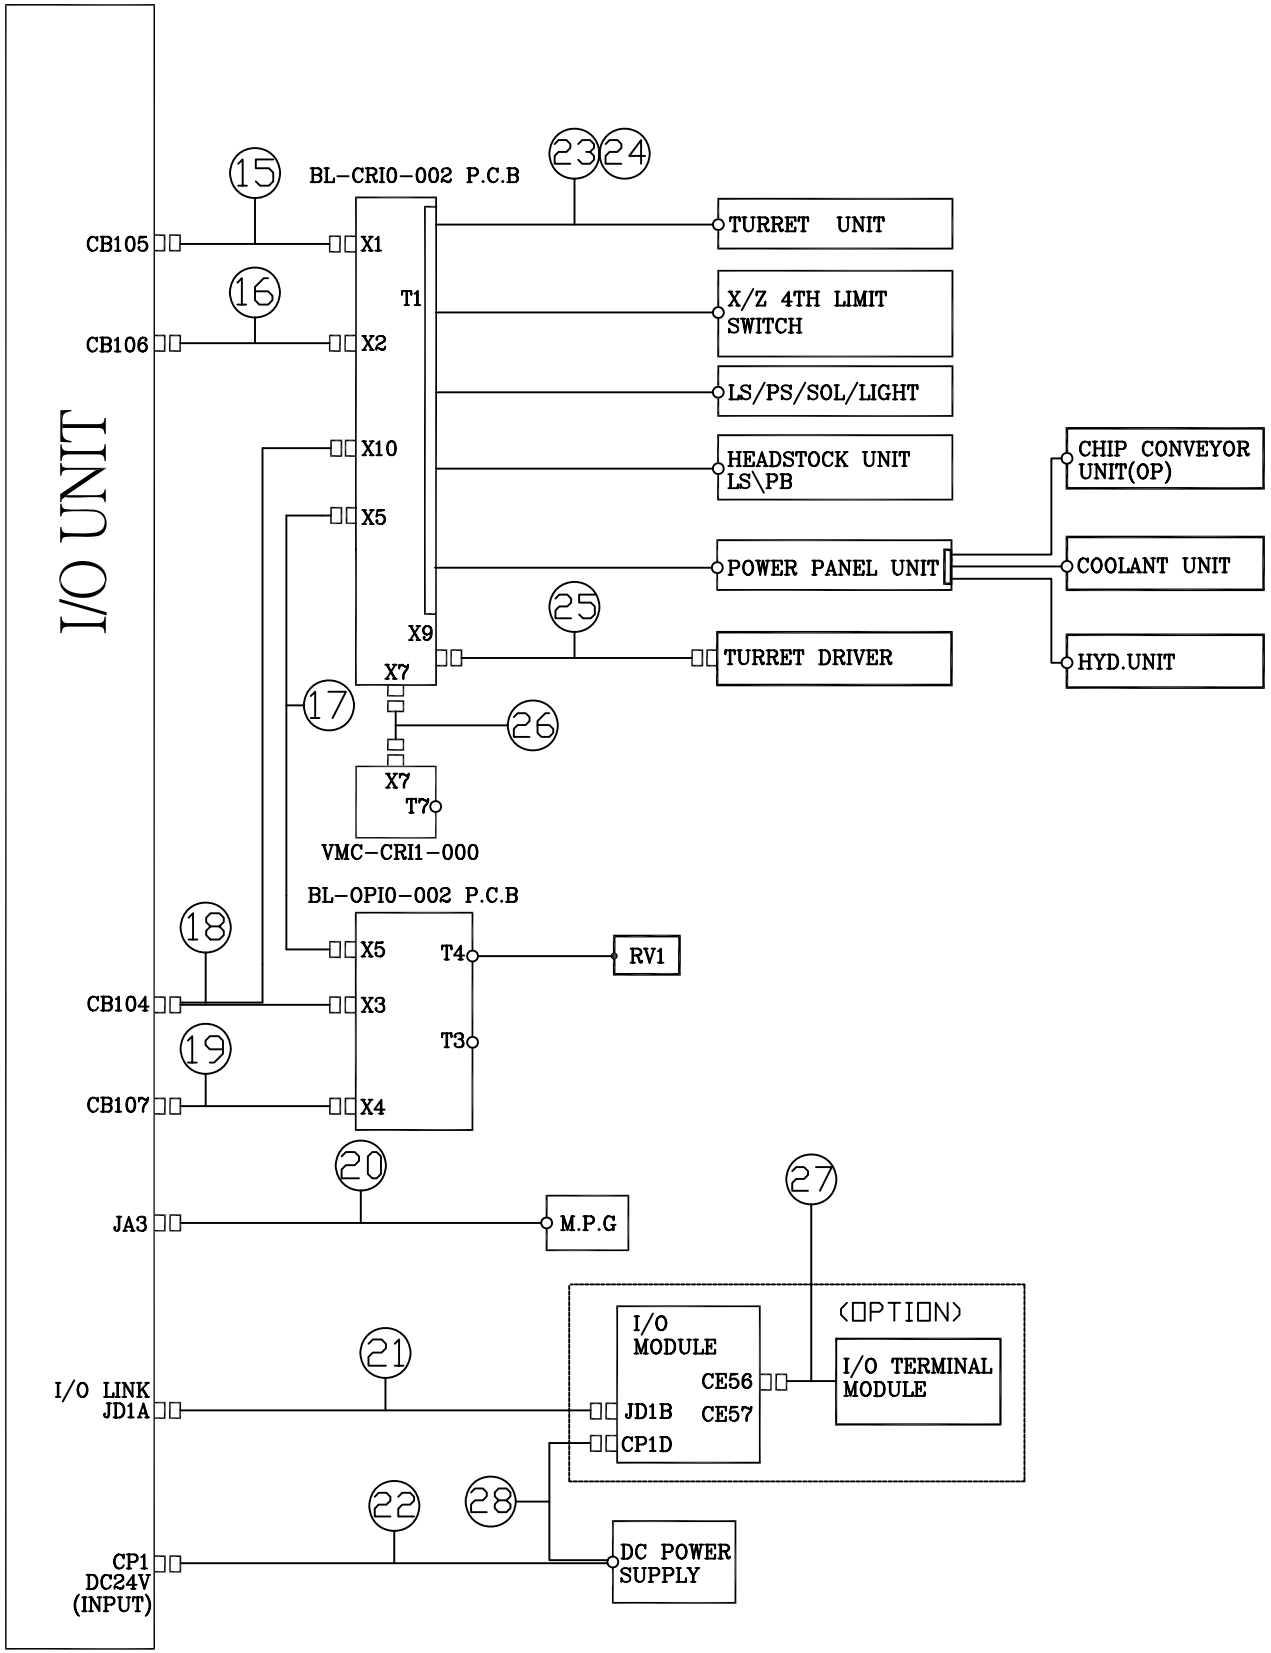 23 24
15
BL-CRI0-002 P.C.B
TURRET UNIT
CB105
X1
16
T1
X/Z 4TH LIMIT
SWITCH
CB106
X2
LS/PS/SOL/LIGHT
I/O UNIT
X10
HEADSTOCK UNIT
LS\PB
CHIP CONVEYOR
UNIT(OP)
X5
POWER PANEL UNIT
COOLANT UNIT
25
X9
TURRET DRIVER
HYD.UNIT
X7
17
26
X7
T7
VMC-CRI1-000
BL-OPI0-002 P.C.B
18
X5
T4
RV1
CB104
X3
19
T3
CB107
X4
20
JA3
M.P.G
27
(OPTION)
I/O
MODULE
21
I/O TERMINAL
MODULE
CE56
I/O LINK
JD1A
JD1B
CE57
CP1D
22
28
CP1
DC24V
(INPUT)
DC POWER
SUPPLY